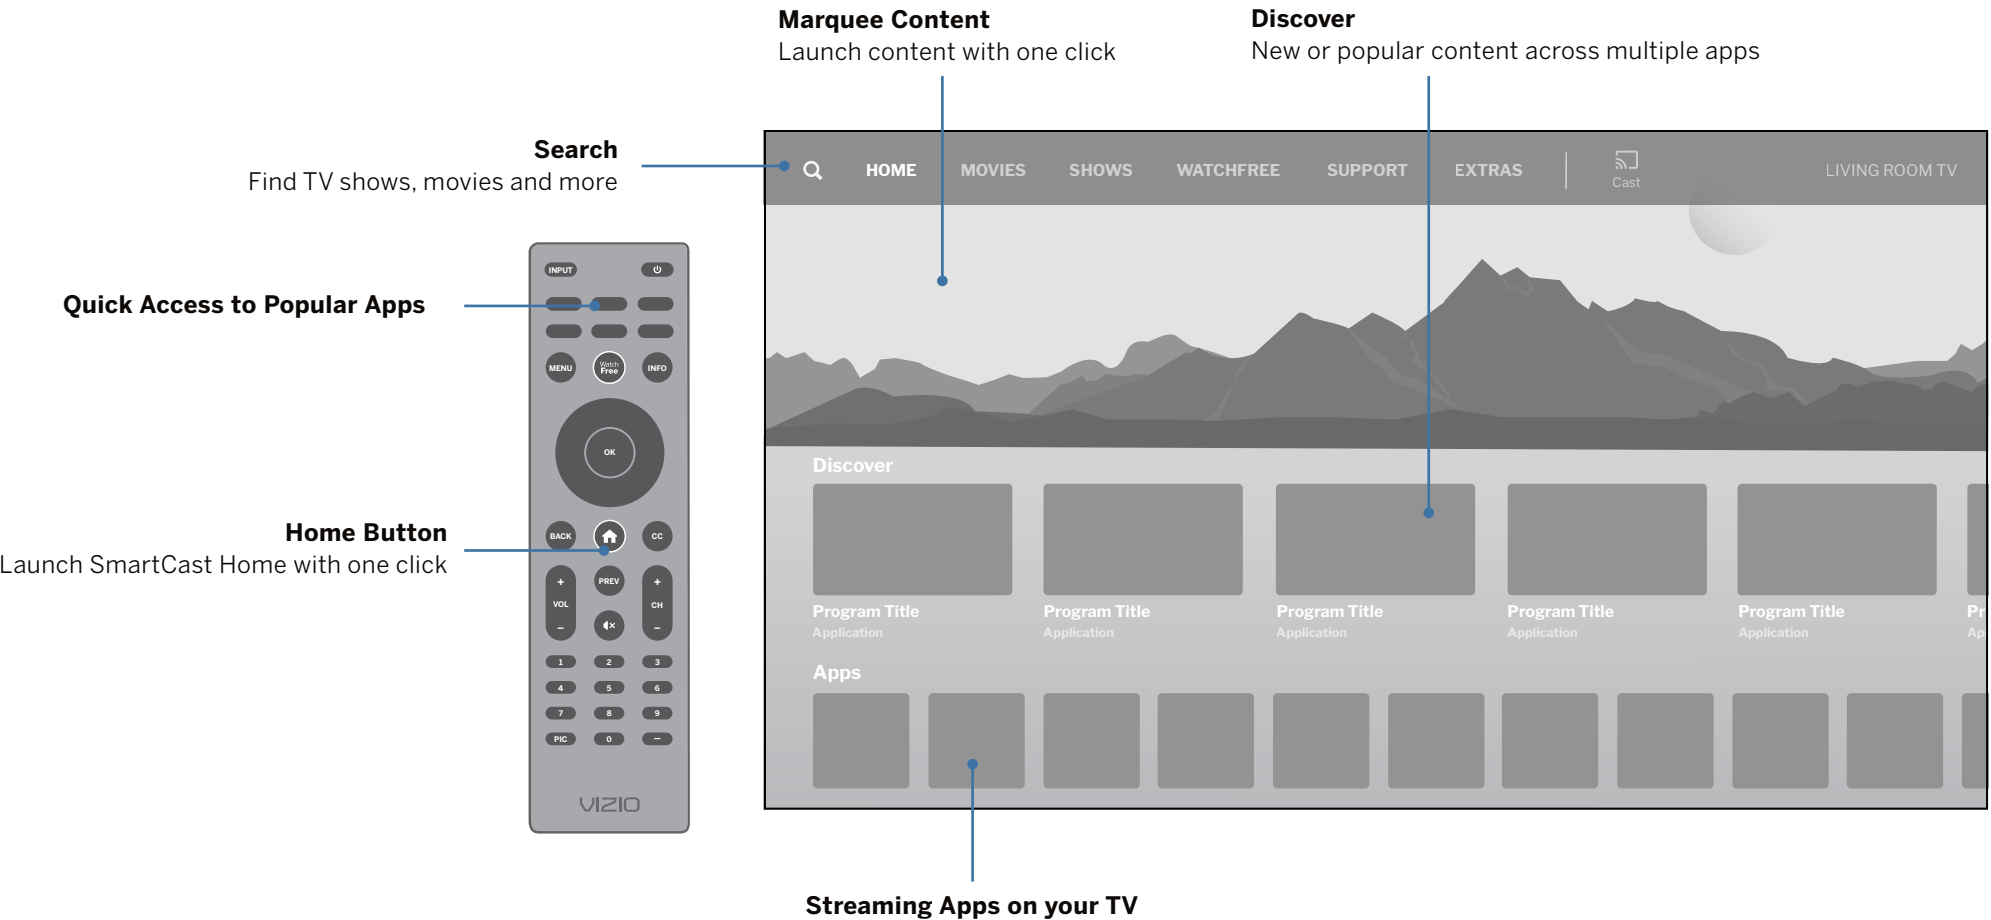 Marquee Content
Launch content with one click
Discover
New or popular content across multiple apps
Search
Find TV shows, movies and more
HOME MOVIES SHOWS WATCHFREE SUPPORT EXTRAS Cast LIVING ROOM TV
Quick Access to Popular Apps
Home Button
Launch SmartCast Home with one click
INPUT
MENU Watch Free INFO
OK
BACK CC
+ PREV +
VOL CH
– –
1 2 3
4 5 6
7 8 9
PIC 0 –
VIZIO
Discover
Program Title Program Title Program Title Program Title Program Title Pr
Application Application Application Application Application Ap
Apps
Streaming Apps on your TV